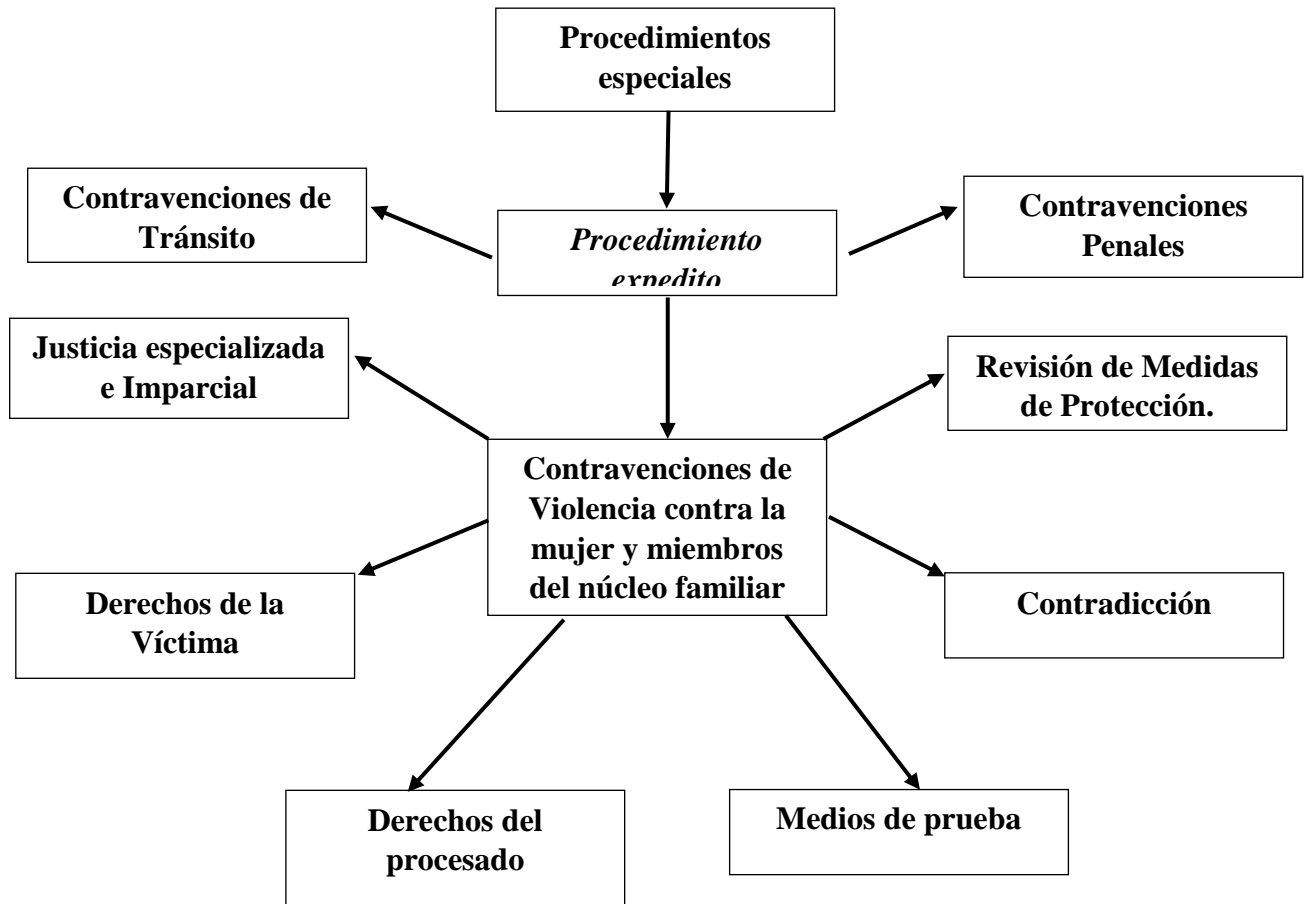 Procedimientos
especiales
Contravenciones de
Tránsito
Procedimiento
expedito
Contravenciones
Penales
Justicia especializada
e Imparcial
Revisión de Medidas
de Protección.
Contravenciones de
Violencia contra la
mujer y miembros
del núcleo familiar
Derechos de la
Víctima
Contradicción
Derechos del
procesado
Medios de prueba